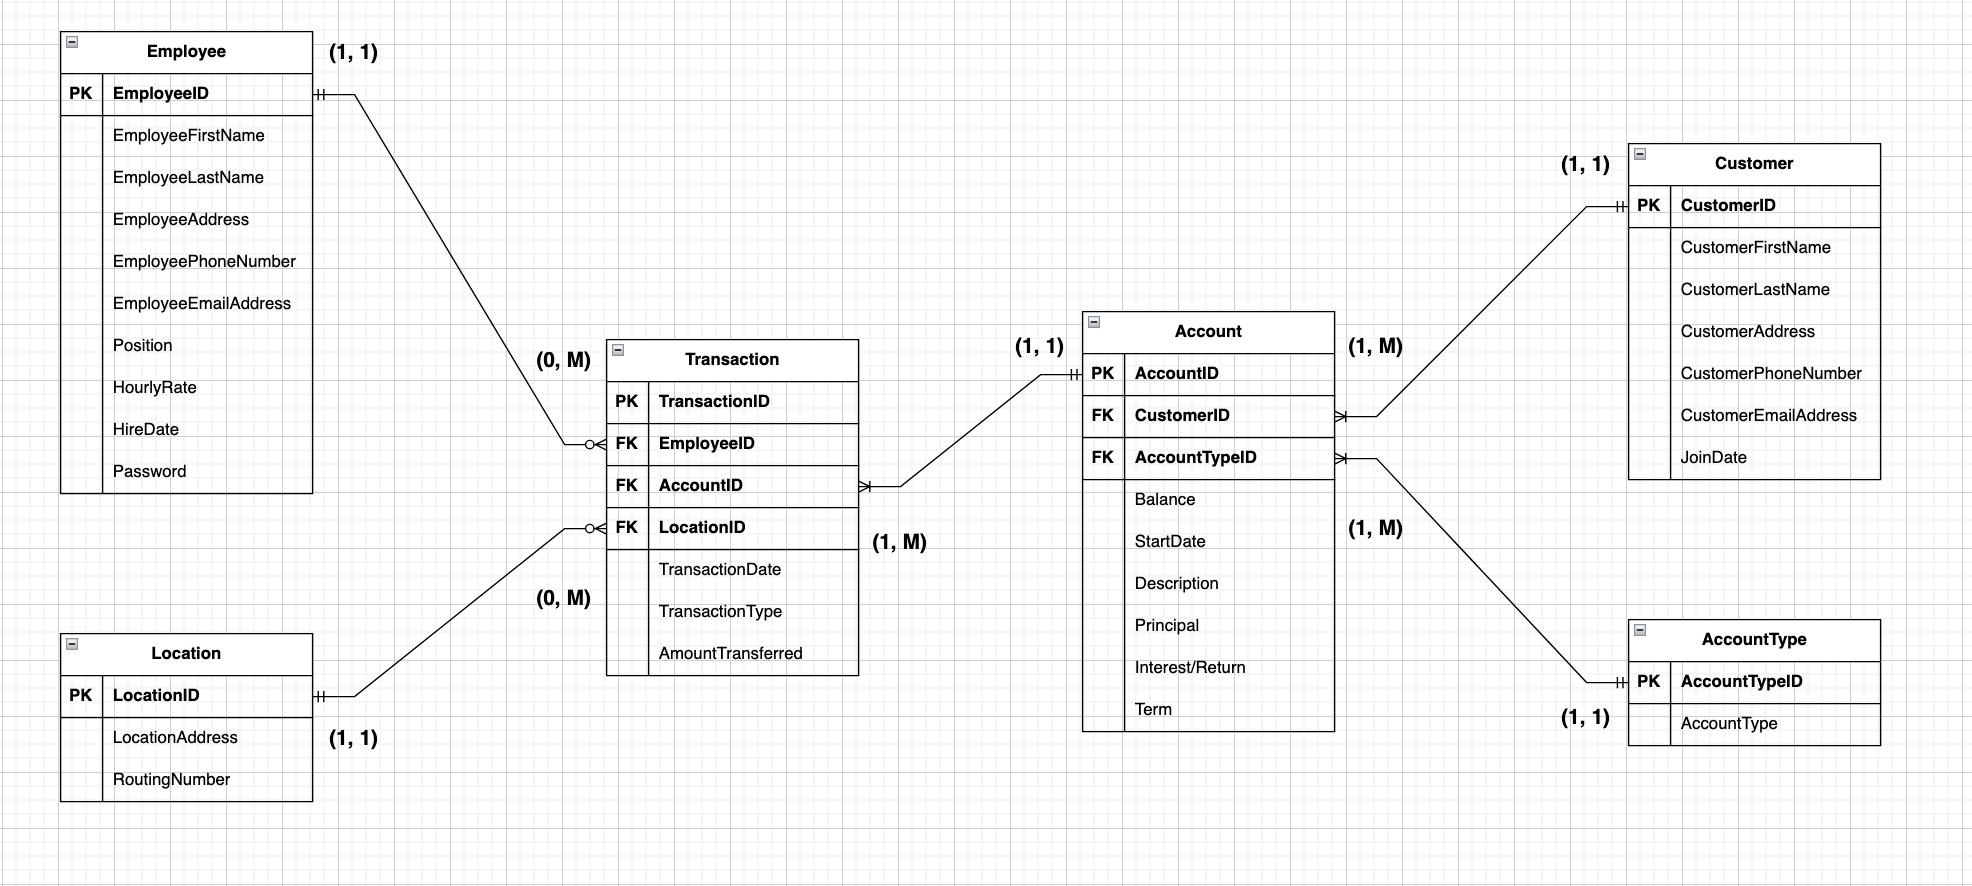 Employee
(1, 1)
PK EmployeeID
EmployeeFirstName
EmployeeLastName
EmployeeAddress
EmployeePhoneNumber
EmployeeEmailAddress
Position
HourlyRate
HireDate
Password
Location
PK LocationID
LocationAddress
RoutingNumber
(1, 1)
(0, M)
Transaction
PK TransactionID
FK EmployeeID
FK AccountID
FK LocationID
TransactionDate
TransactionType
AmountTransferred
(0, M)
(1, M)
(1, 1)
Account
(1, M)
PK AccountID
FK CustomerID
FK AccountTypeID
Balance
StartDate
Description
Principal
Interest/Return
Term
(1, M)
(1, 1)
Customer
PK CustomerID
CustomerFirstName
CustomerLastName
CustomerAddress
CustomerPhoneNumber
CustomerEmailAddress
JoinDate
AccountType
PK AccountTypeID
AccountType
(1, 1)